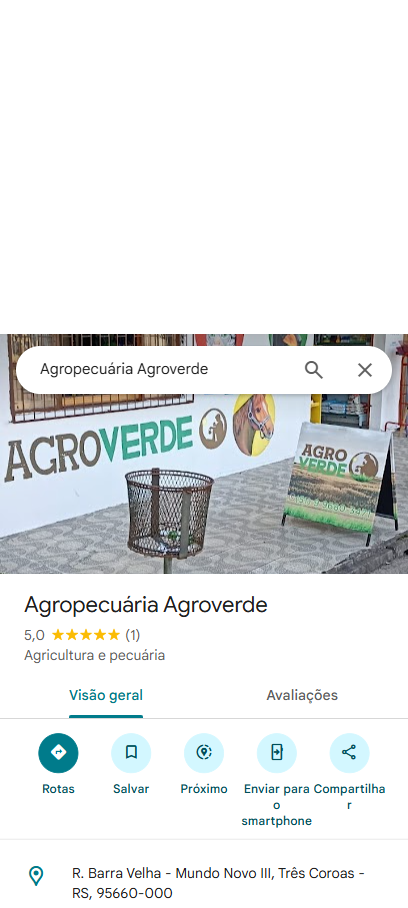 Agropecuária Agroverde
AGROVERDE
AGRO
VERDE
Agropecuária Agroverde
5,0 ★★★★★ (1)
Agricultura e pecuária
Visão geral
Avaliações
Rotas
Salvar
Próximo
Enviar para
o
smartphone
Compartilha
r
R. Barra Velha - Mundo Novo III, Três Coroas -
RS, 95660-000